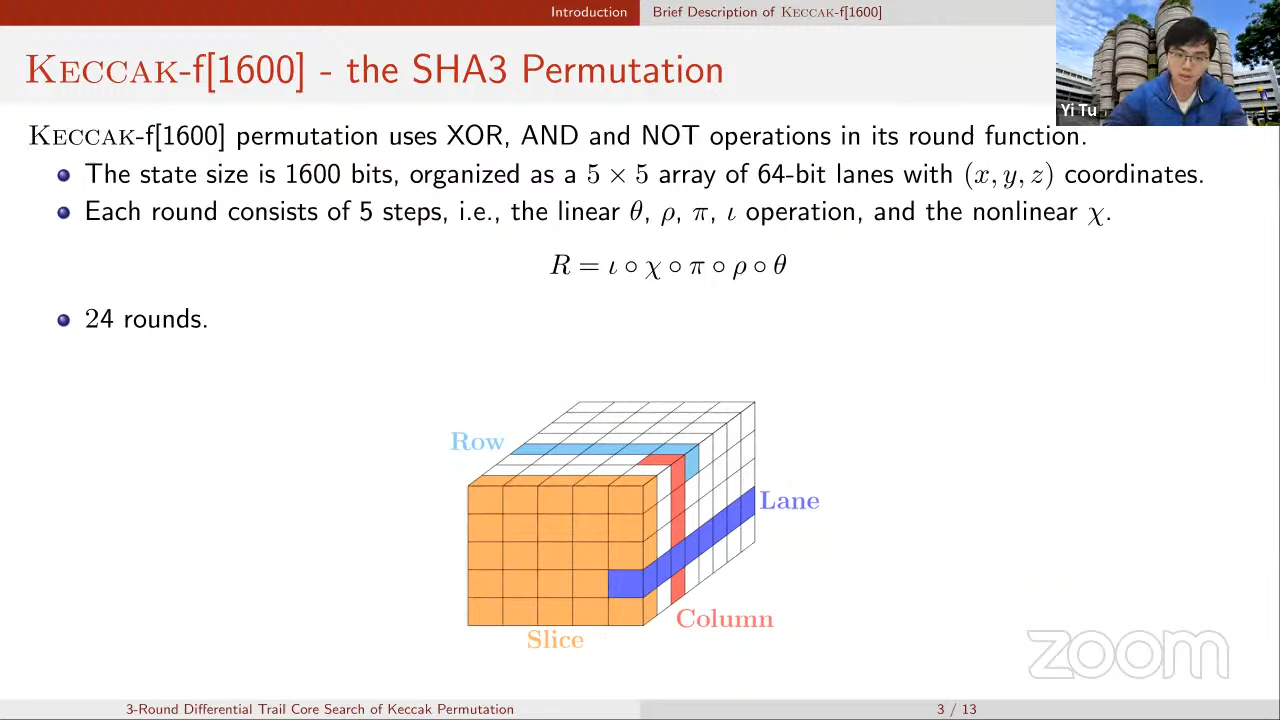 Introduction
Brief Description of KECCAK-f[1600]
KECCAK-f[1600] - the SHA3 Permutation
Yi Tu
KECCAK-f[1600] permutation uses XOR, AND and NOT operations in its round function.
The state size is 1600 bits, organized as a 5 × 5 array of 64-bit lanes with (x, y, z) coordinates.
Each round consists of 5 steps, i.e., the linear θ, ρ, π, ι operation, and the nonlinear χ.
R = ι ∘ χ ∘ π ∘ ρ ∘ θ
24 rounds.
Row
Lane
Column
Slice
zoom
3-Round Differential Trail Core Search of Keccak Permutation
3 / 13